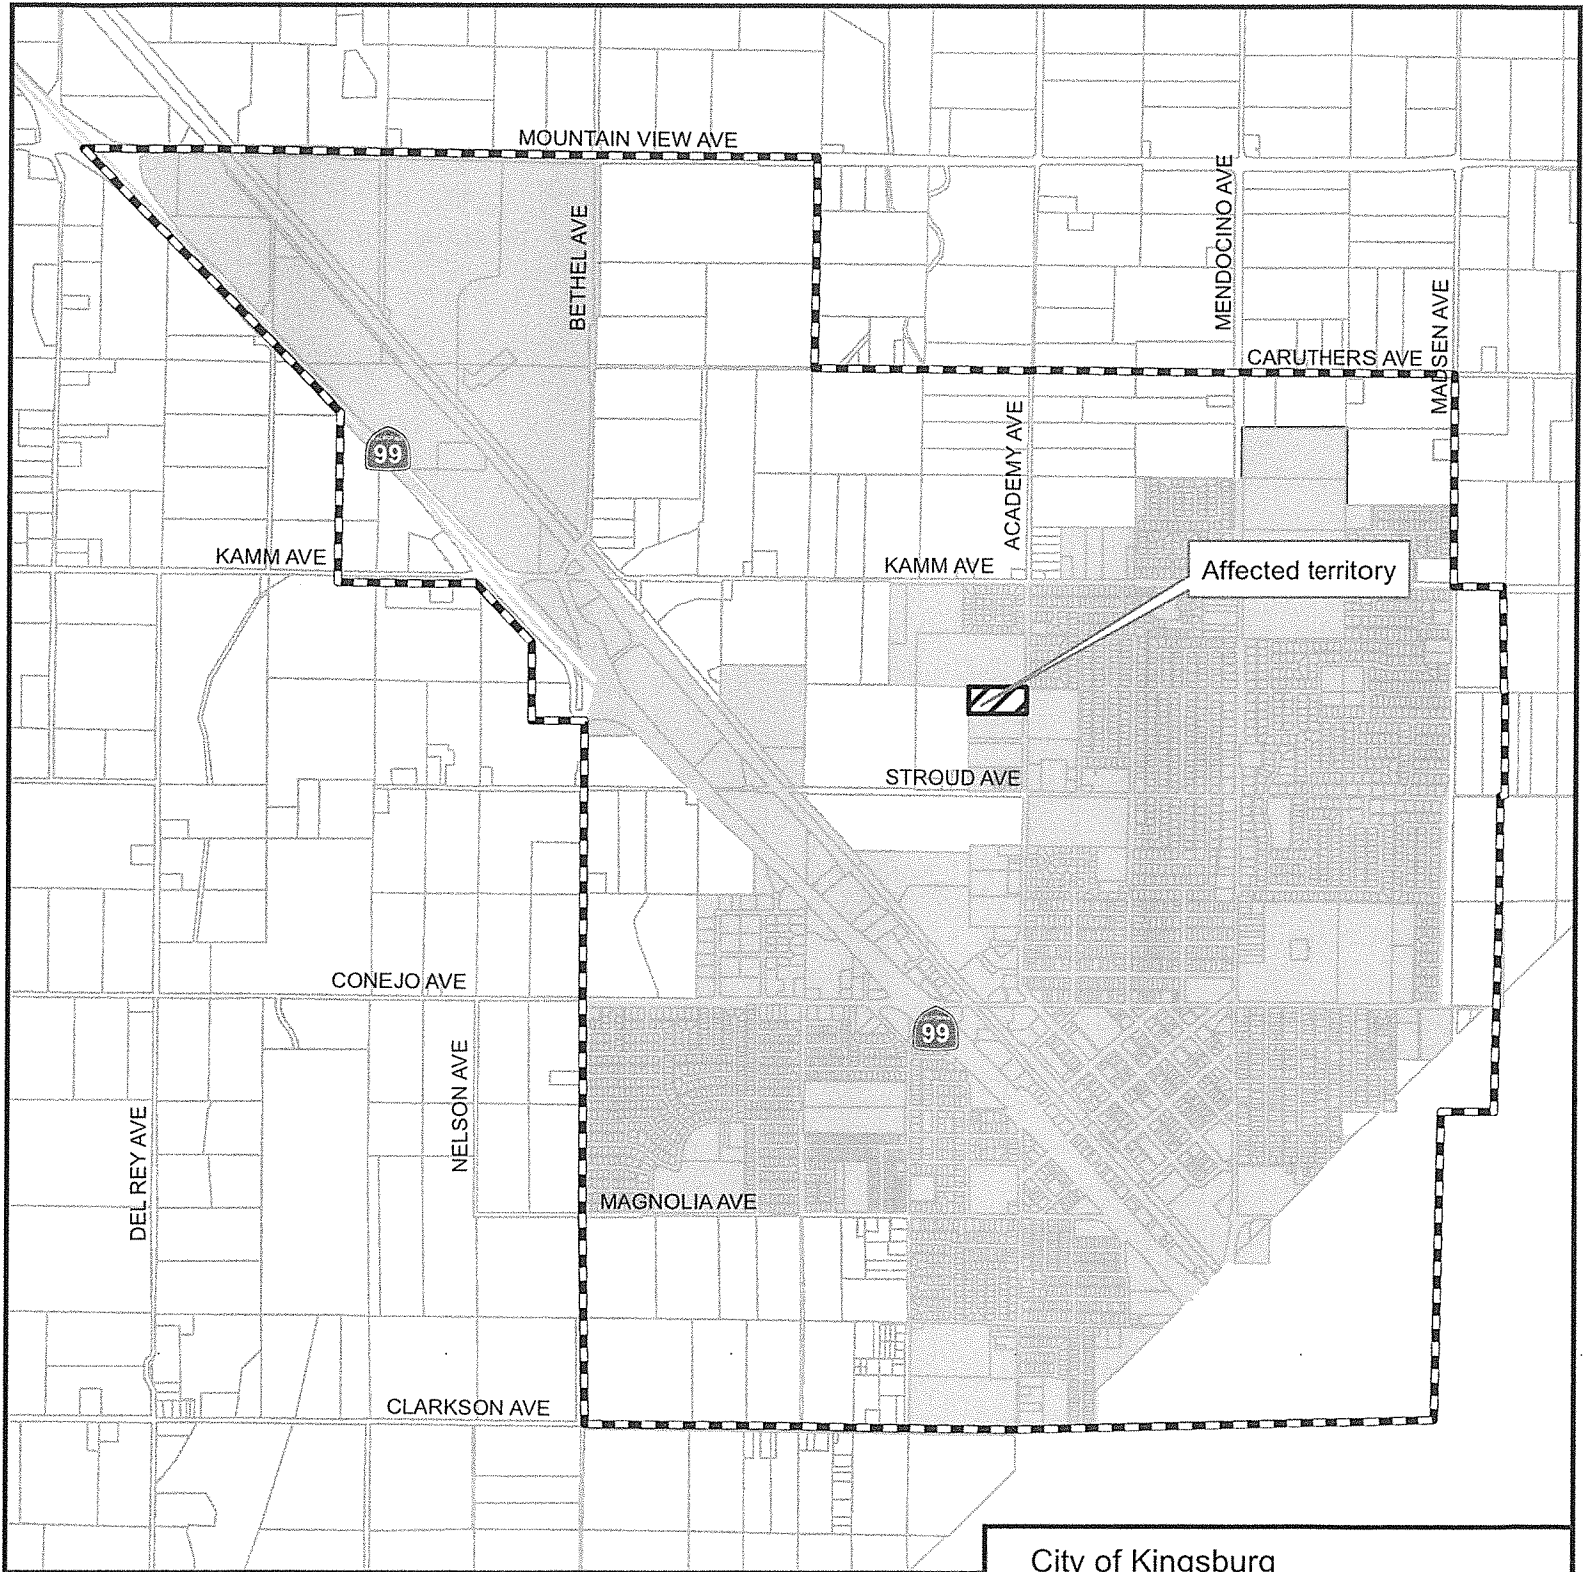 MOUNTAIN VIEW AVE
BETHEL AVE
MENDOCINO AVE
MADSEN AVE
CARUTHERS AVE
ACADEMY AVE
99
KAMM AVE
KAMM AVE
Affected territory
STROUD AVE
CONEJO AVE
99
NELSON AVE
DEL REY AVE
MAGNOLIA AVE
CLARKSON AVE
City of Kingsburg